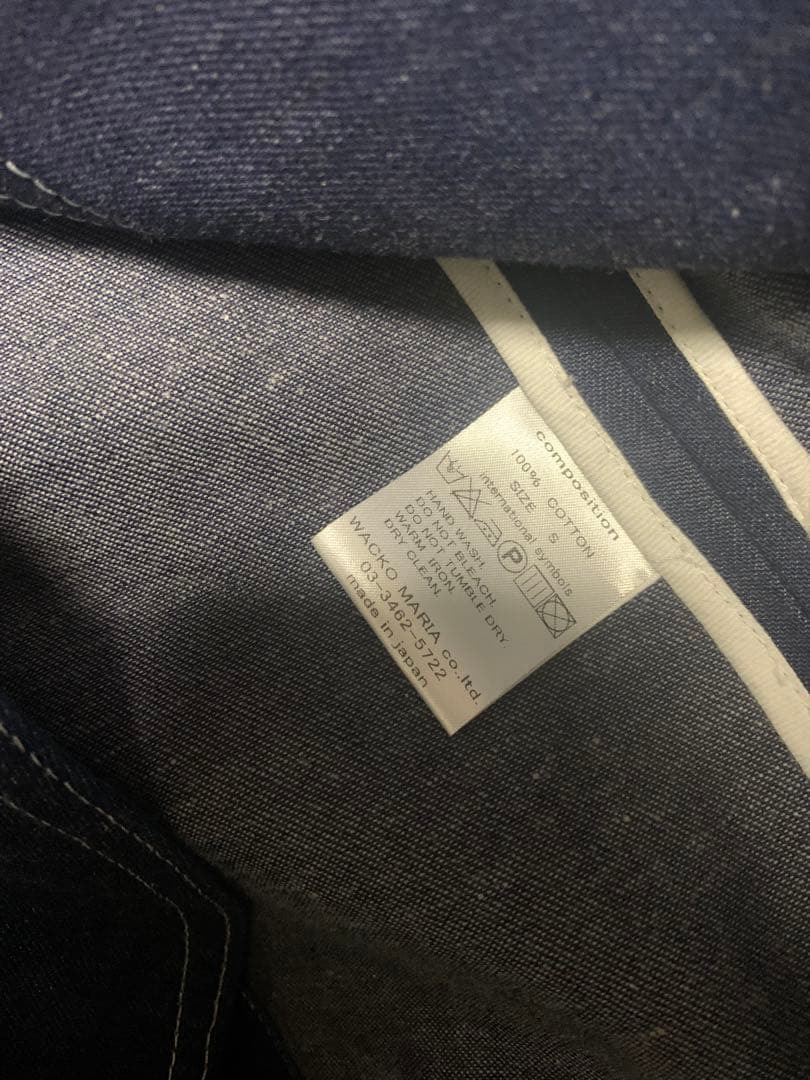 composition
100% COTTON
SIZE S
international symbols
P
HAND WASH.
DO NOT BLEACH.
DO NOT TUMBLE DRY.
WARM IRON.
DRY CLEAN.
WACKO MARIA co.,ltd.
03-3462-5722
made in japan